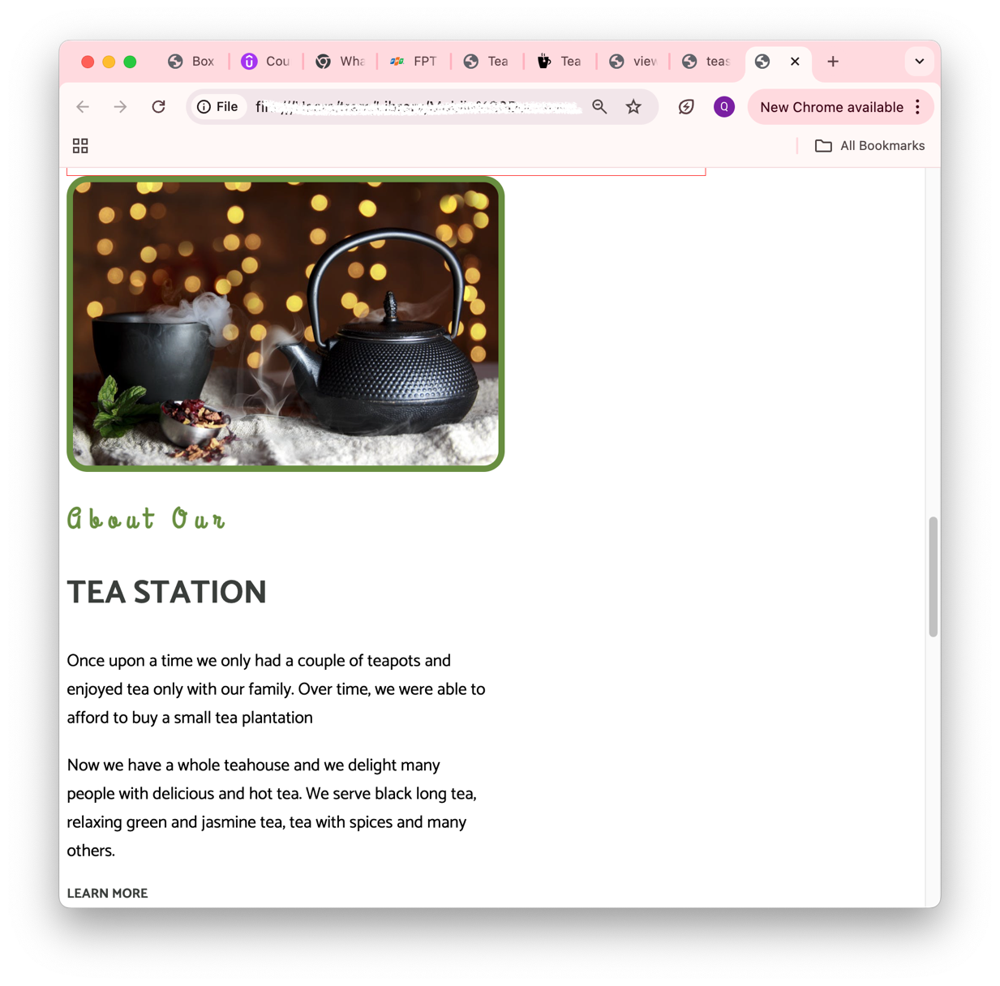 Box
Cou
Wha
FPT
Tea
Tea
view
teas
File
New Chrome available
All Bookmarks
About Our
TEA STATION
Once upon a time we only had a couple of teapots and
enjoyed tea only with our family. Over time, we were able to
afford to buy a small tea plantation
Now we have a whole teahouse and we delight many
people with delicious and hot tea. We serve black long tea,
relaxing green and jasmine tea, tea with spices and many
others.
LEARN MORE